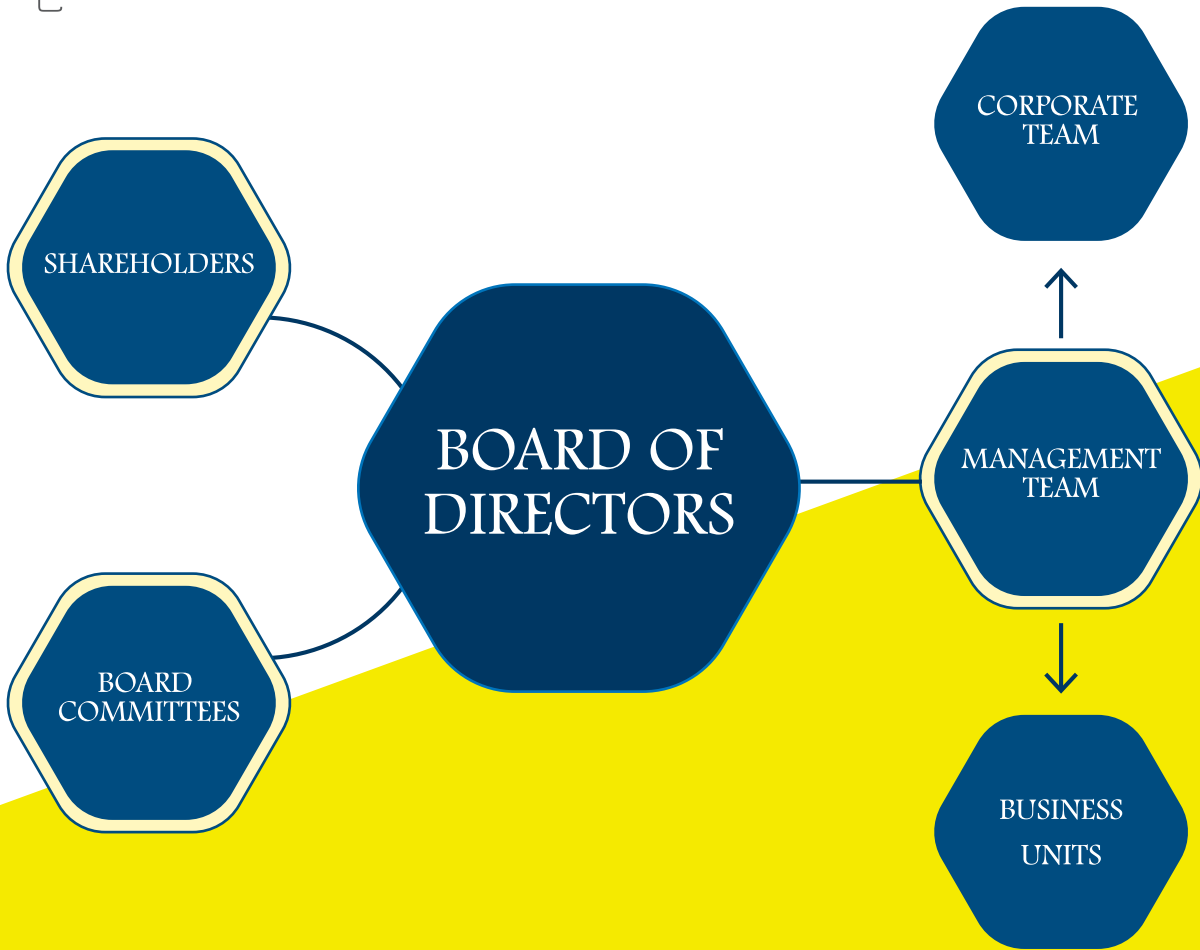 CORPORATE
TEAM
SHAREHOLDERS
BOARD OF
DIRECTORS
MANAGEMENT
TEAM
BOARD
COMMITTEES
BUSINESS
UNITS